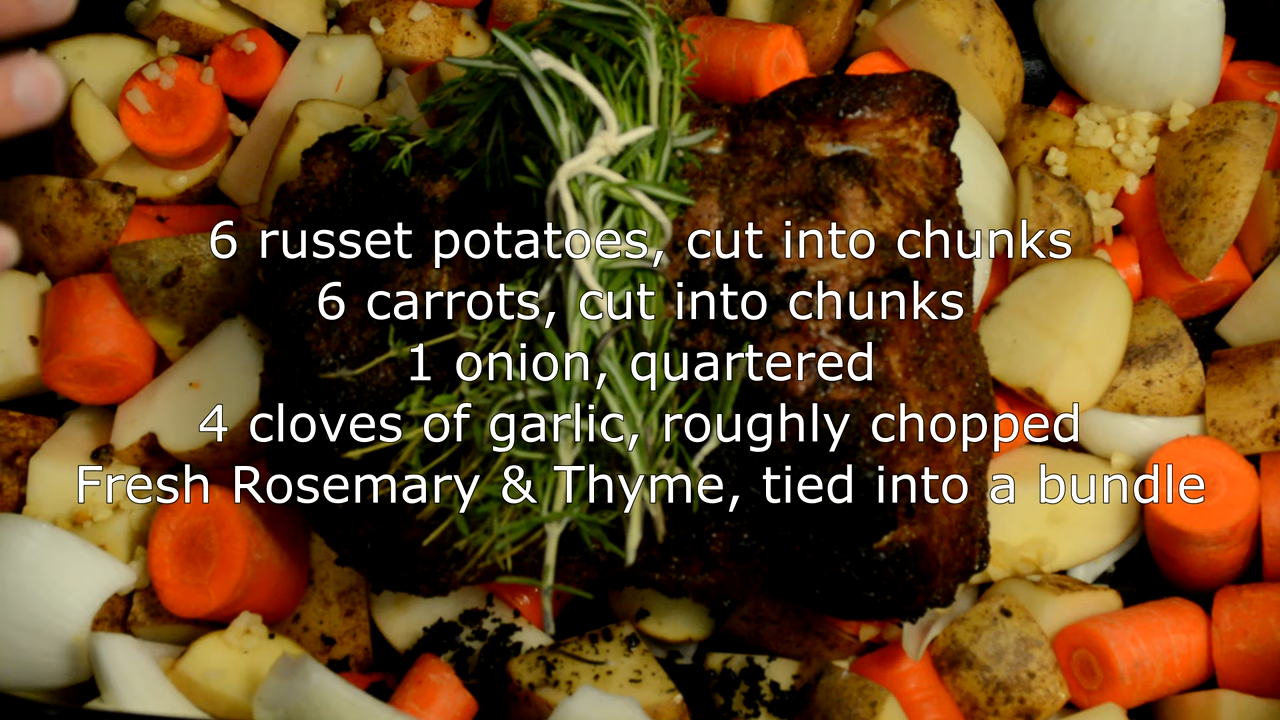 6 russet potatoes, cut into chunks
6 carrots, cut into chunks
1 onion, quartered
4 cloves of garlic, roughly chopped
Fresh Rosemary & Thyme, tied into a bundle